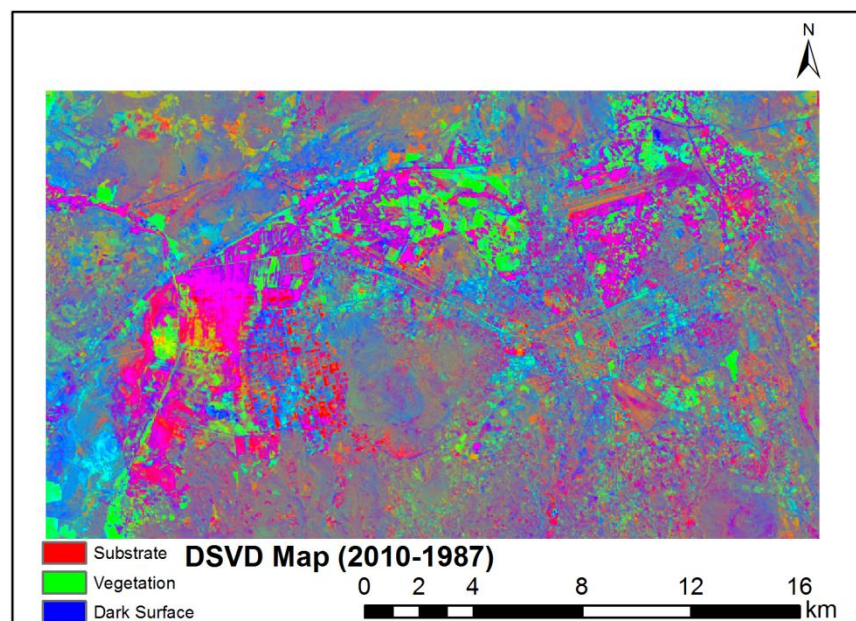 N
Substrate
DSVD Map (2010-1987)
Vegetation
Dark Surface
0 2 4 8 12 16
km